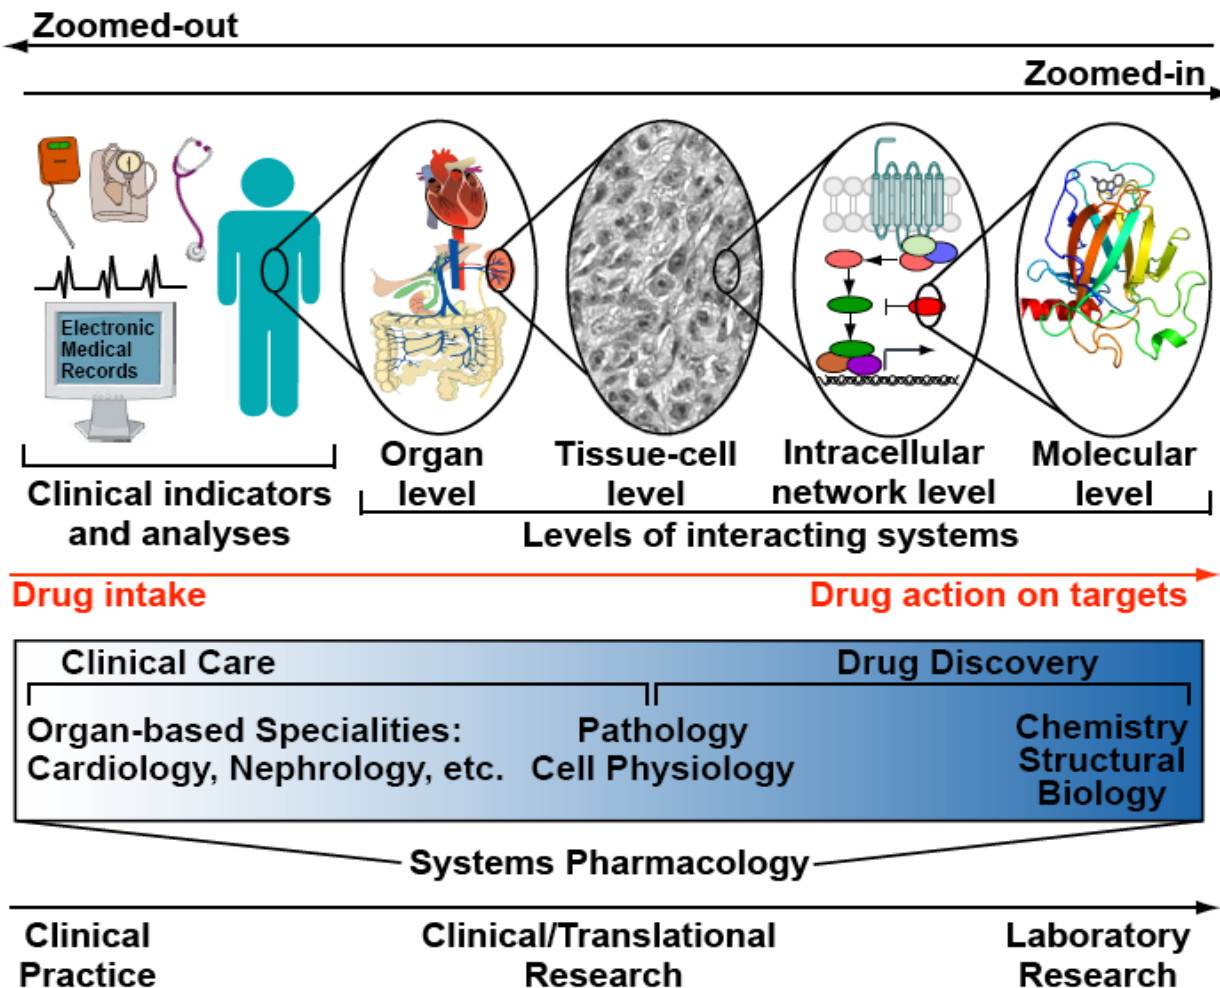 Zoomed-out
Zoomed-in
Electronic
Medical
Records
Clinical indicators
and analyses
Organ
level
Tissue-cell
level
Intracellular
network level
Molecular
level
Levels of interacting systems
Drug intake
Drug action on targets
Clinical Care
Drug Discovery
Organ-based Specialities:
Cardiology, Nephrology, etc.
Pathology
Cell Physiology
Chemistry
Structural
Biology
Systems Pharmacology
Clinical
Practice
Clinical/Translational
Research
Laboratory
Research